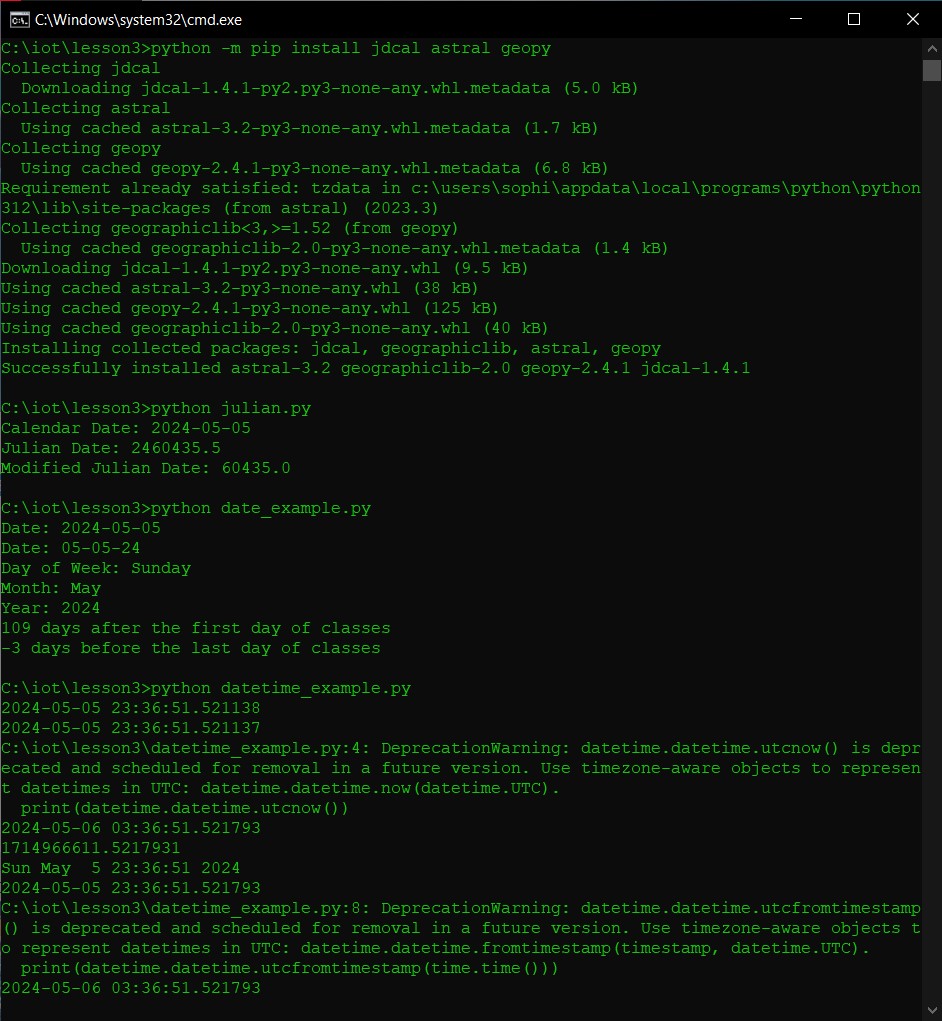 C:\Windows\system32\cmd.exe
C:\iot\lesson3>python -m pip install jdcal astral geopy
Collecting jdcal
  Downloading jdcal-1.4.1-py2.py3-none-any.whl.metadata (5.0 kB)
Collecting astral
  Using cached astral-3.2-py3-none-any.whl.metadata (1.7 kB)
Collecting geopy
  Using cached geopy-2.4.1-py3-none-any.whl.metadata (6.8 kB)
Requirement already satisfied: tzdata in c:\users\sophi\appdata\local\programs\python\python
312\lib\site-packages (from astral) (2023.3)
Collecting geographiclib<3,>=1.52 (from geopy)
  Using cached geographiclib-2.0-py3-none-any.whl.metadata (1.4 kB)
Downloading jdcal-1.4.1-py2.py3-none-any.whl (9.5 kB)
Using cached astral-3.2-py3-none-any.whl (38 kB)
Using cached geopy-2.4.1-py3-none-any.whl (125 kB)
Using cached geographiclib-2.0-py3-none-any.whl (40 kB)
Installing collected packages: jdcal, geographiclib, astral, geopy
Successfully installed astral-3.2 geographiclib-2.0 geopy-2.4.1 jdcal-1.4.1

C:\iot\lesson3>python julian.py
Calendar Date: 2024-05-05
Julian Date: 2460435.5
Modified Julian Date: 60435.0

C:\iot\lesson3>python date_example.py
Date: 2024-05-05
Date: 05-05-24
Day of Week: Sunday
Month: May
Year: 2024
109 days after the first day of classes
-3 days before the last day of classes

C:\iot\lesson3>python datetime_example.py
2024-05-05 23:36:51.521138
2024-05-05 23:36:51.521137
C:\iot\lesson3\datetime_example.py:4: DeprecationWarning: datetime.datetime.utcnow() is depr
ecated and scheduled for removal in a future version. Use timezone-aware objects to represen
t datetimes in UTC: datetime.datetime.now(datetime.UTC).
  print(datetime.datetime.utcnow())
2024-05-06 03:36:51.521793
1714966611.5217931
Sun May  5 23:36:51 2024
2024-05-05 23:36:51.521793
C:\iot\lesson3\datetime_example.py:8: DeprecationWarning: datetime.datetime.utcfromtimestamp
() is deprecated and scheduled for removal in a future version. Use timezone-aware objects t
o represent datetimes in UTC: datetime.datetime.fromtimestamp(timestamp, datetime.UTC).
  print(datetime.datetime.utcfromtimestamp(time.time()))
2024-05-06 03:36:51.521793